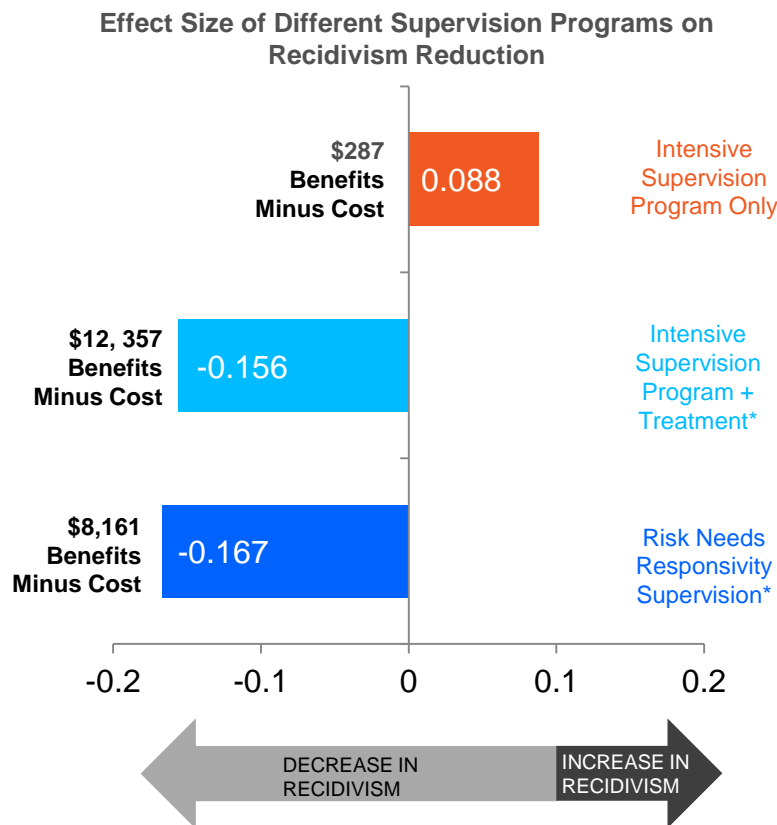 Effect Size of Different Supervision Programs on
Recidivism Reduction
$287
Benefits
Minus Cost
0.088
Intensive
Supervision
Program Only
$12, 357
Benefits
Minus Cost
-0.156
Intensive
Supervision
Program +
Treatment*
$8,161
Benefits
Minus Cost
-0.167
Risk Needs
Responsivity
Supervision*
-0.2 -0.1 0 0.1 0.2
DECREASE IN
RECIDIVISM
INCREASE IN
RECIDIVISM